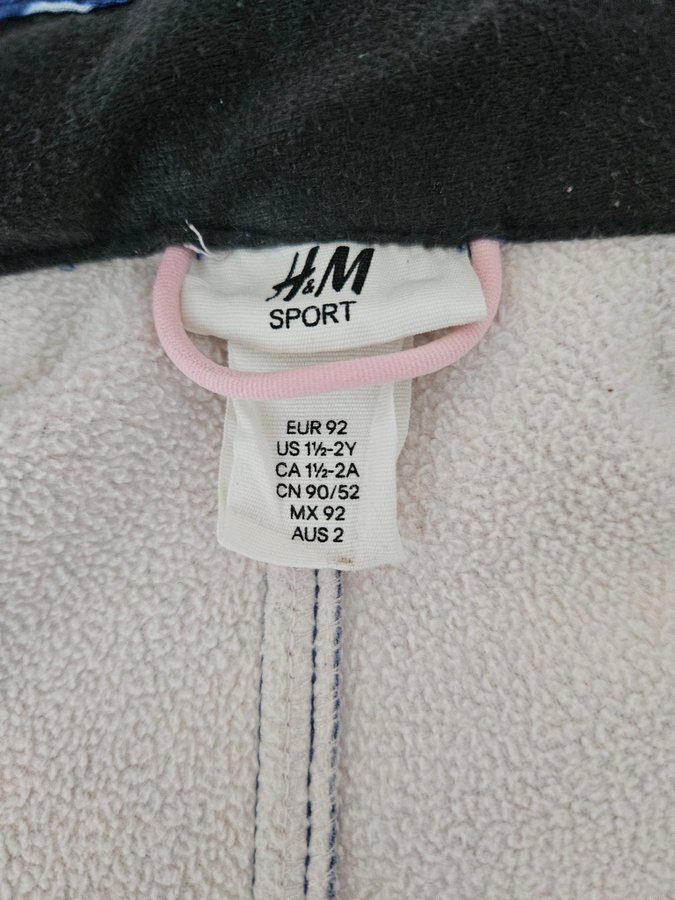 H&M
SPORT
EUR 92
US 1½-2Y
CA 1½-2A
CN 90/52
MX 92
AUS 2